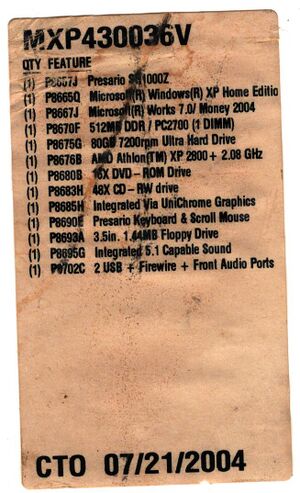 MXP430036V
QTY FEATURE
(1) P8657J Presario S4000Z
(1) P8665Q Microsoft(R) Windows(R) XP Home Editio
(1) P8667J Microsoft(R) Works 7.0/ Money 2004
(1) P8670F 512MB DDR / PC2700 (1 DIMM)
(1) P8675G 80GB 7200rpm Ultra Hard Drive
(1) P8676B AMD Athlon(TM) XP 2800+ 2.08 GHz
(1) P8680B 16X DVD-ROM Drive
(1) P8683H 48X CD-RW drive
(1) P8685H Integrated Via UniChrome Graphics
(1) P8690E Presario Keyboard & Scroll Mouse
(1) P8693A 3.5in. 1.44MB Floppy Drive
(1) P8695G Integrated 5.1 Capable Sound
(1) P8702C 2 USB + Firewire + Front Audio Ports
CTO 07/21/2004